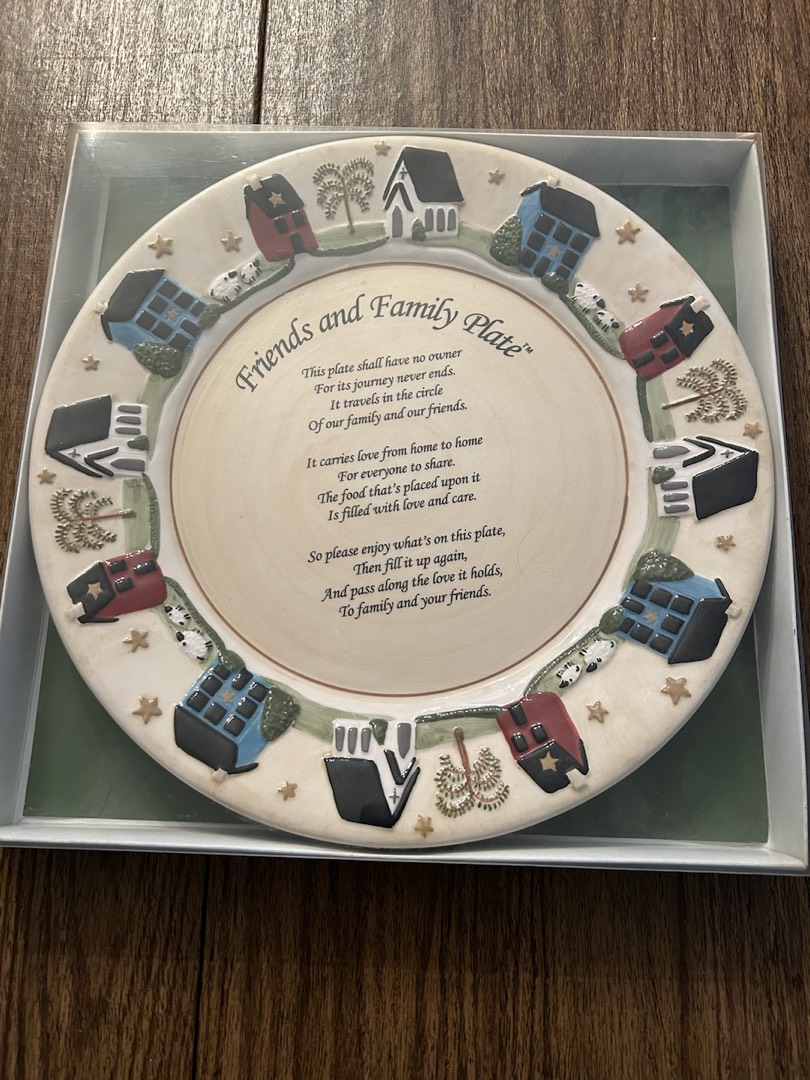 Friends and Family Plate™
This plate shall have no owner
For its journey never ends.
It travels in the circle
Of our family and our friends.
It carries love from home to home
For everyone to share.
The food that's placed upon it
Is filled with love and care.
So please enjoy what's on this plate,
Then fill it up again,
And pass along the love it holds,
To family and your friends.